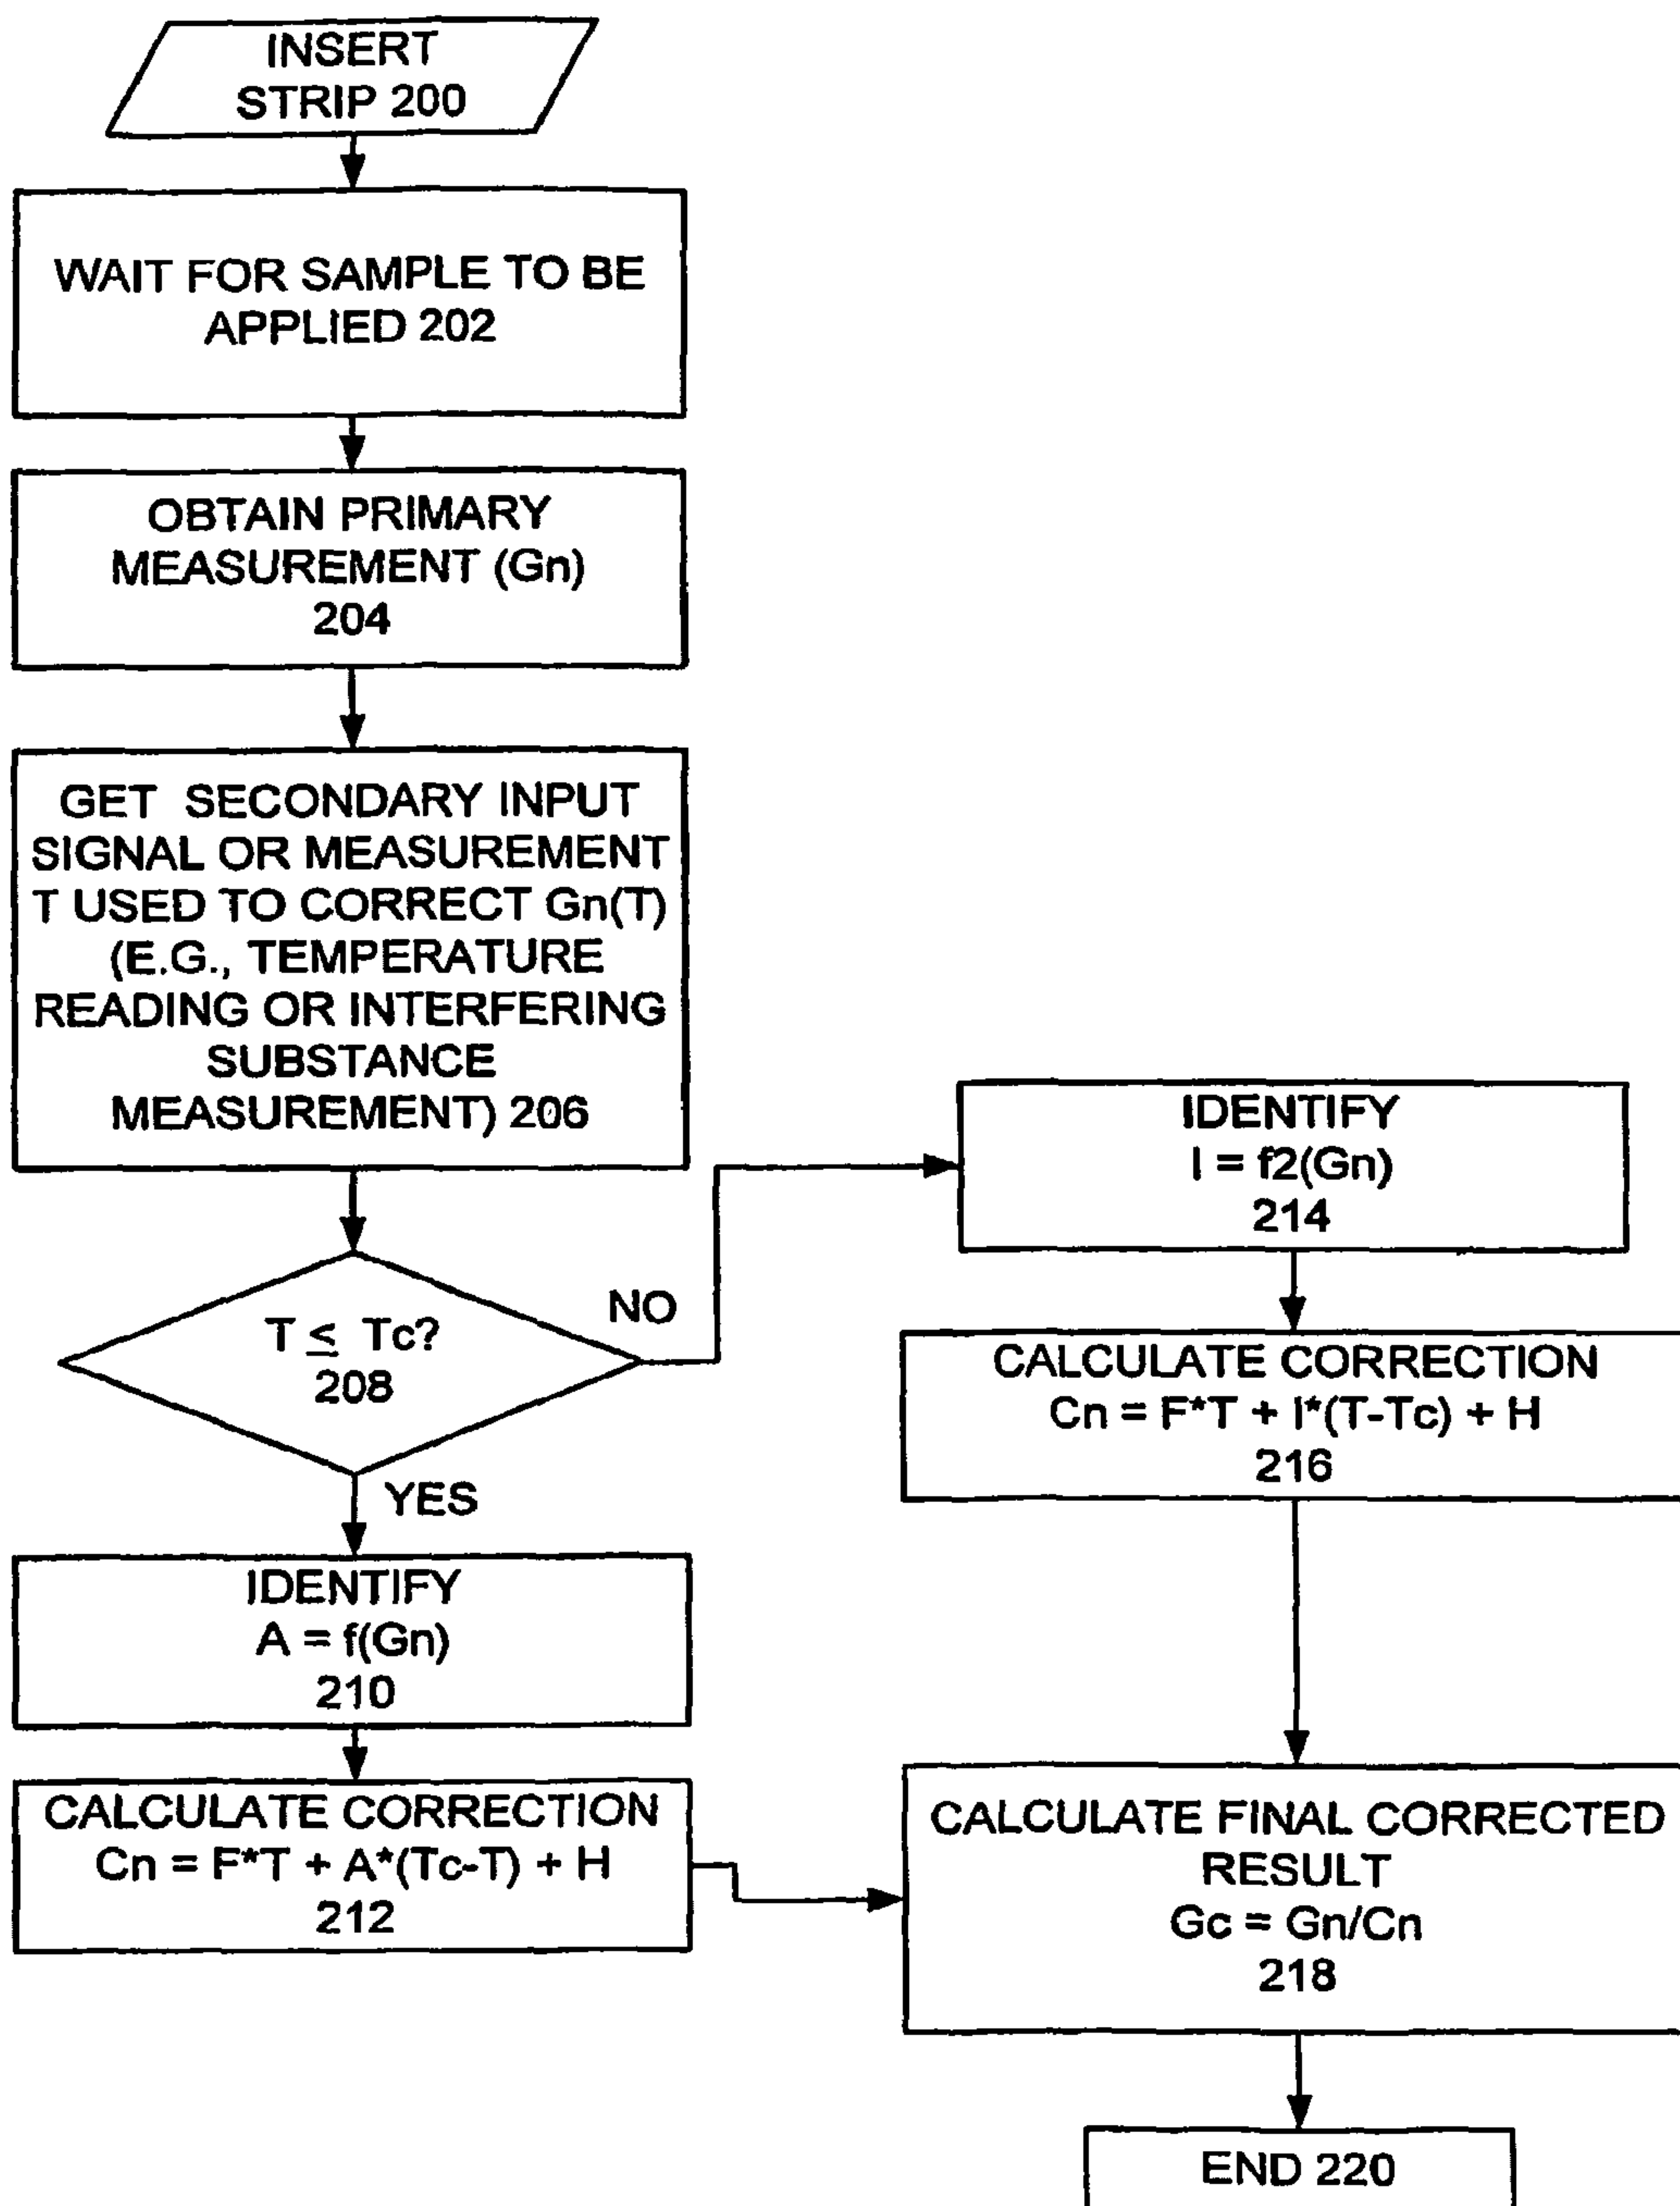 INSERT
STRIP 200
WAIT FOR SAMPLE TO BE
APPLIED 202
OBTAIN PRIMARY
MEASUREMENT (Gn)
204
GET SECONDARY INPUT
SIGNAL OR MEASUREMENT
T USED TO CORRECT Gn(T)
(E.G., TEMPERATURE
READING OR INTERFERING
SUBSTANCE
MEASUREMENT) 206
T ≤ Tc?
208
NO
YES
IDENTIFY
A = f(Gn)
210
CALCULATE CORRECTION
Cn = F*T + A*(Tc-T) + H
212
IDENTIFY
I = f2(Gn)
214
CALCULATE CORRECTION
Cn = F*T + I*(T-Tc) + H
216
CALCULATE FINAL CORRECTED
RESULT
Gc = Gn/Cn
218
END 220